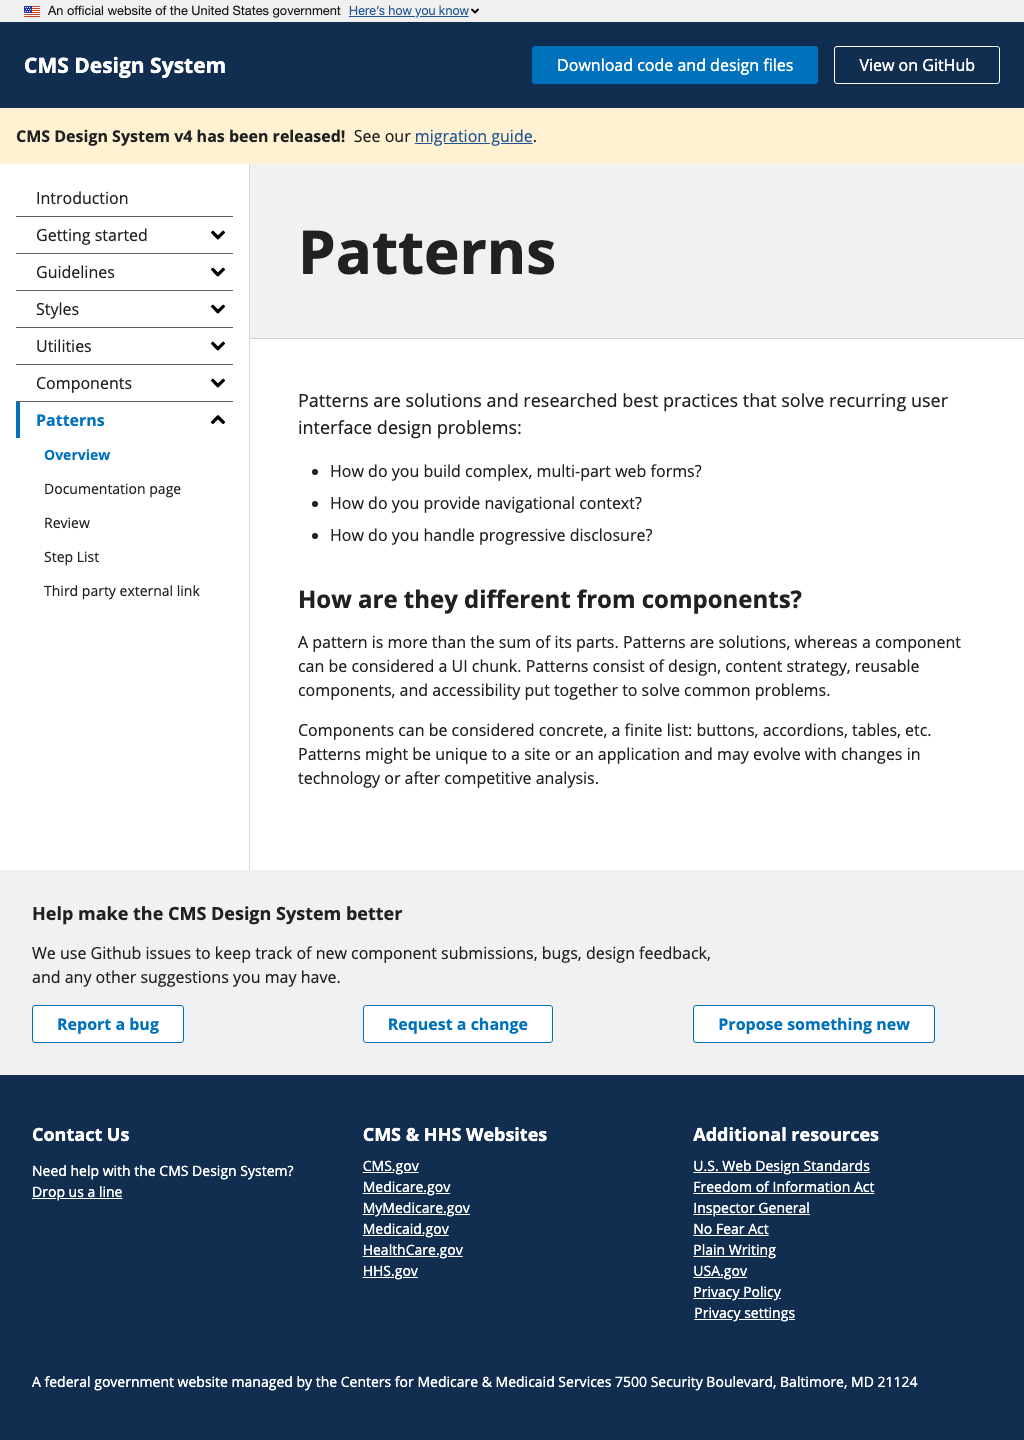 An official website of the United States government Here's how you know
CMS Design System
Download code and design files
View on GitHub
CMS Design System v4 has been released! See our migration guide.
Introduction
Getting started
Guidelines
Styles
Utilities
Components
Patterns
Overview
Documentation page
Review
Step List
Third party external link
Patterns
Patterns are solutions and researched best practices that solve recurring user
interface design problems:
How do you build complex, multi-part web forms?
How do you provide navigational context?
How do you handle progressive disclosure?
How are they different from components?
A pattern is more than the sum of its parts. Patterns are solutions, whereas a component
can be considered a UI chunk. Patterns consist of design, content strategy, reusable
components, and accessibility put together to solve common problems.
Components can be considered concrete, a finite list: buttons, accordions, tables, etc.
Patterns might be unique to a site or an application and may evolve with changes in
technology or after competitive analysis.
Help make the CMS Design System better
We use Github issues to keep track of new component submissions, bugs, design feedback,
and any other suggestions you may have.
Report a bug
Request a change
Propose something new
Contact Us
Need help with the CMS Design System?
Drop us a line
CMS & HHS Websites
CMS.gov
Medicare.gov
MyMedicare.gov
Medicaid.gov
HealthCare.gov
HHS.gov
Additional resources
U.S. Web Design Standards
Freedom of Information Act
Inspector General
No Fear Act
Plain Writing
USA.gov
Privacy Policy
Privacy settings
A federal government website managed by the Centers for Medicare & Medicaid Services 7500 Security Boulevard, Baltimore, MD 21124